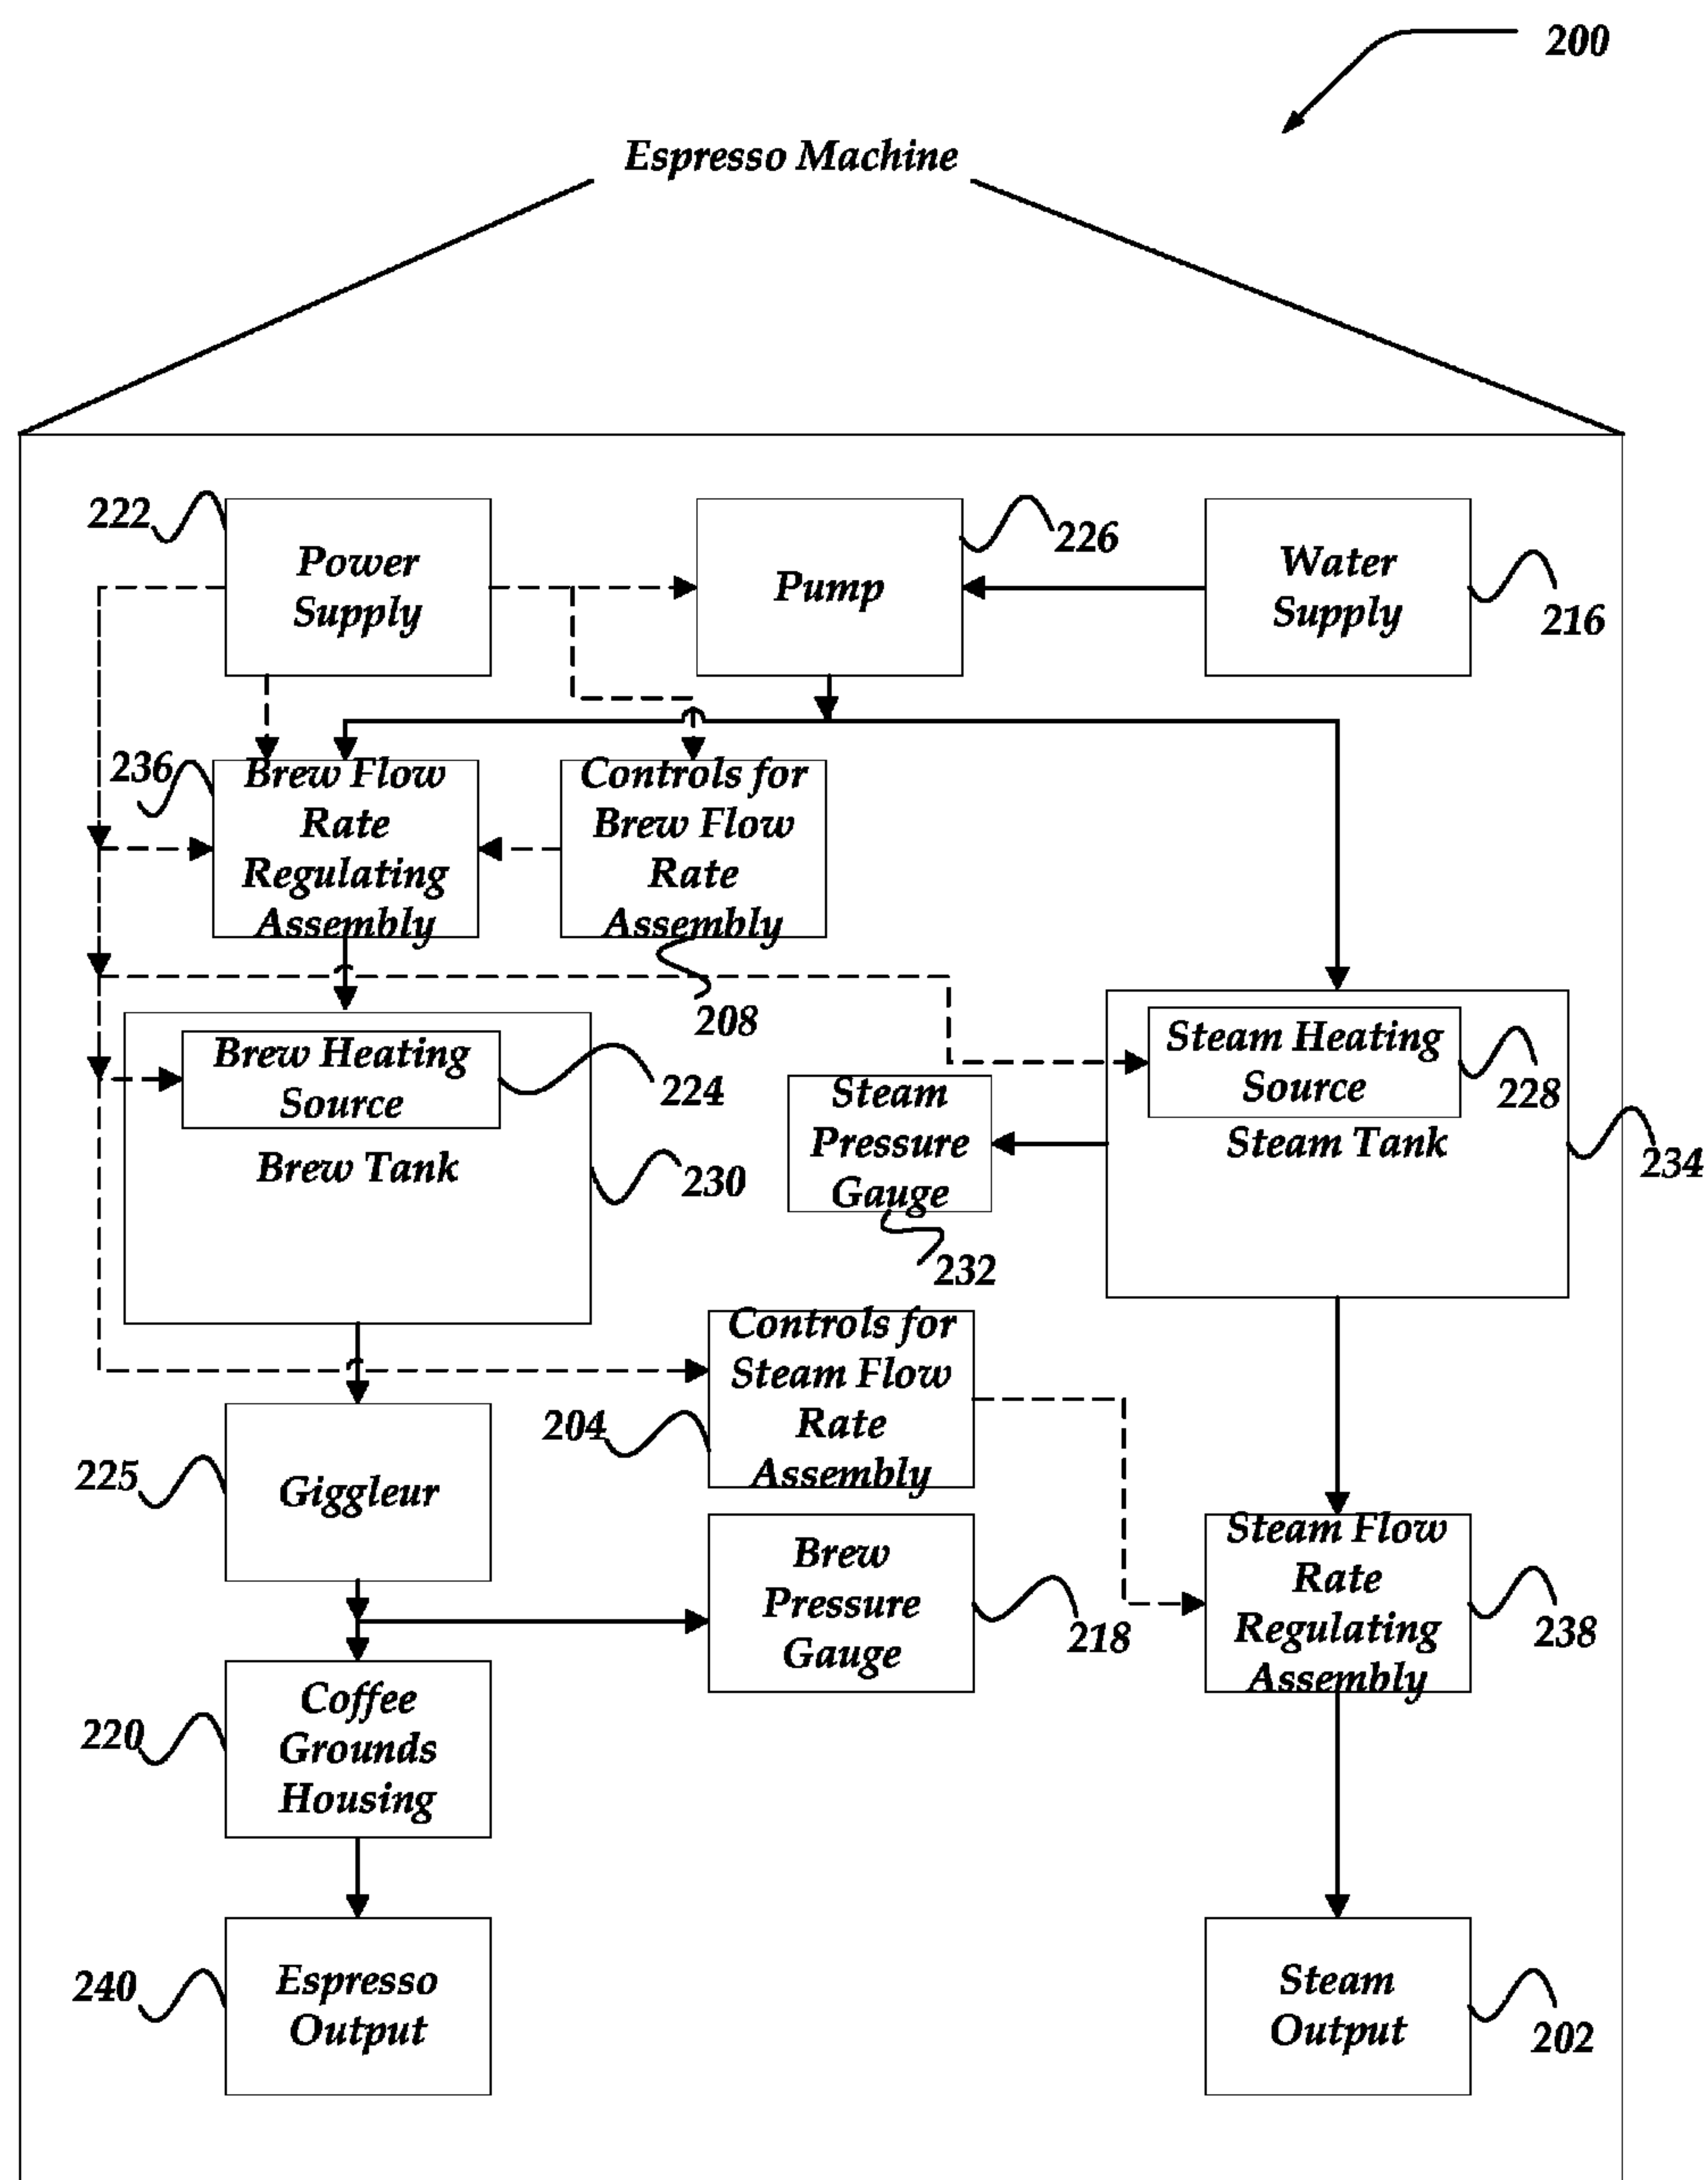 200
Espresso Machine
222
Power
Supply
Pump
226
Water
Supply
216
236
Brew Flow
Rate
Regulating
Assembly
Controls for
Brew Flow
Rate
Assembly
208
Brew Heating
Source
224
Brew Tank
230
Steam
Pressure
Gauge
232
Steam Heating
Source
228
Steam Tank
234
Controls for
Steam Flow
Rate
Assembly
204
225
Giggleur
Brew
Pressure
Gauge
218
Steam Flow
Rate
Regulating
Assembly
238
220
Coffee
Grounds
Housing
240
Espresso
Output
Steam
Output
202